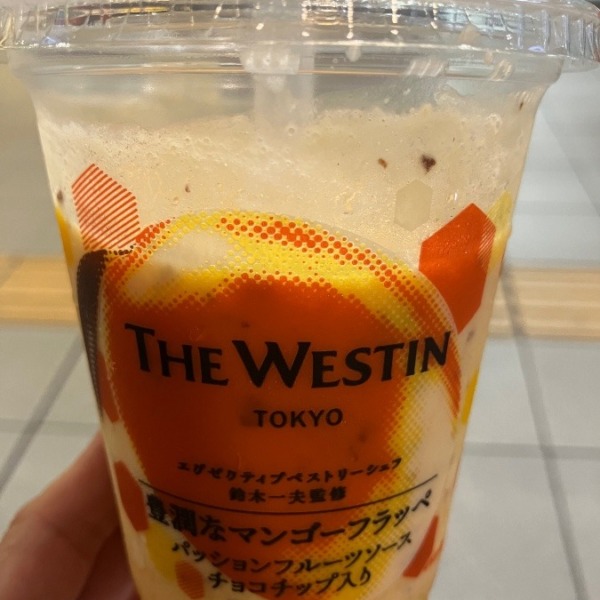 THE WESTIN
TOKYO
エグゼクティブペストリーシェフ
鈴木一夫監修
豊潤なマンゴーフラッペ
パッションフルーツソース
チョコチップ入り